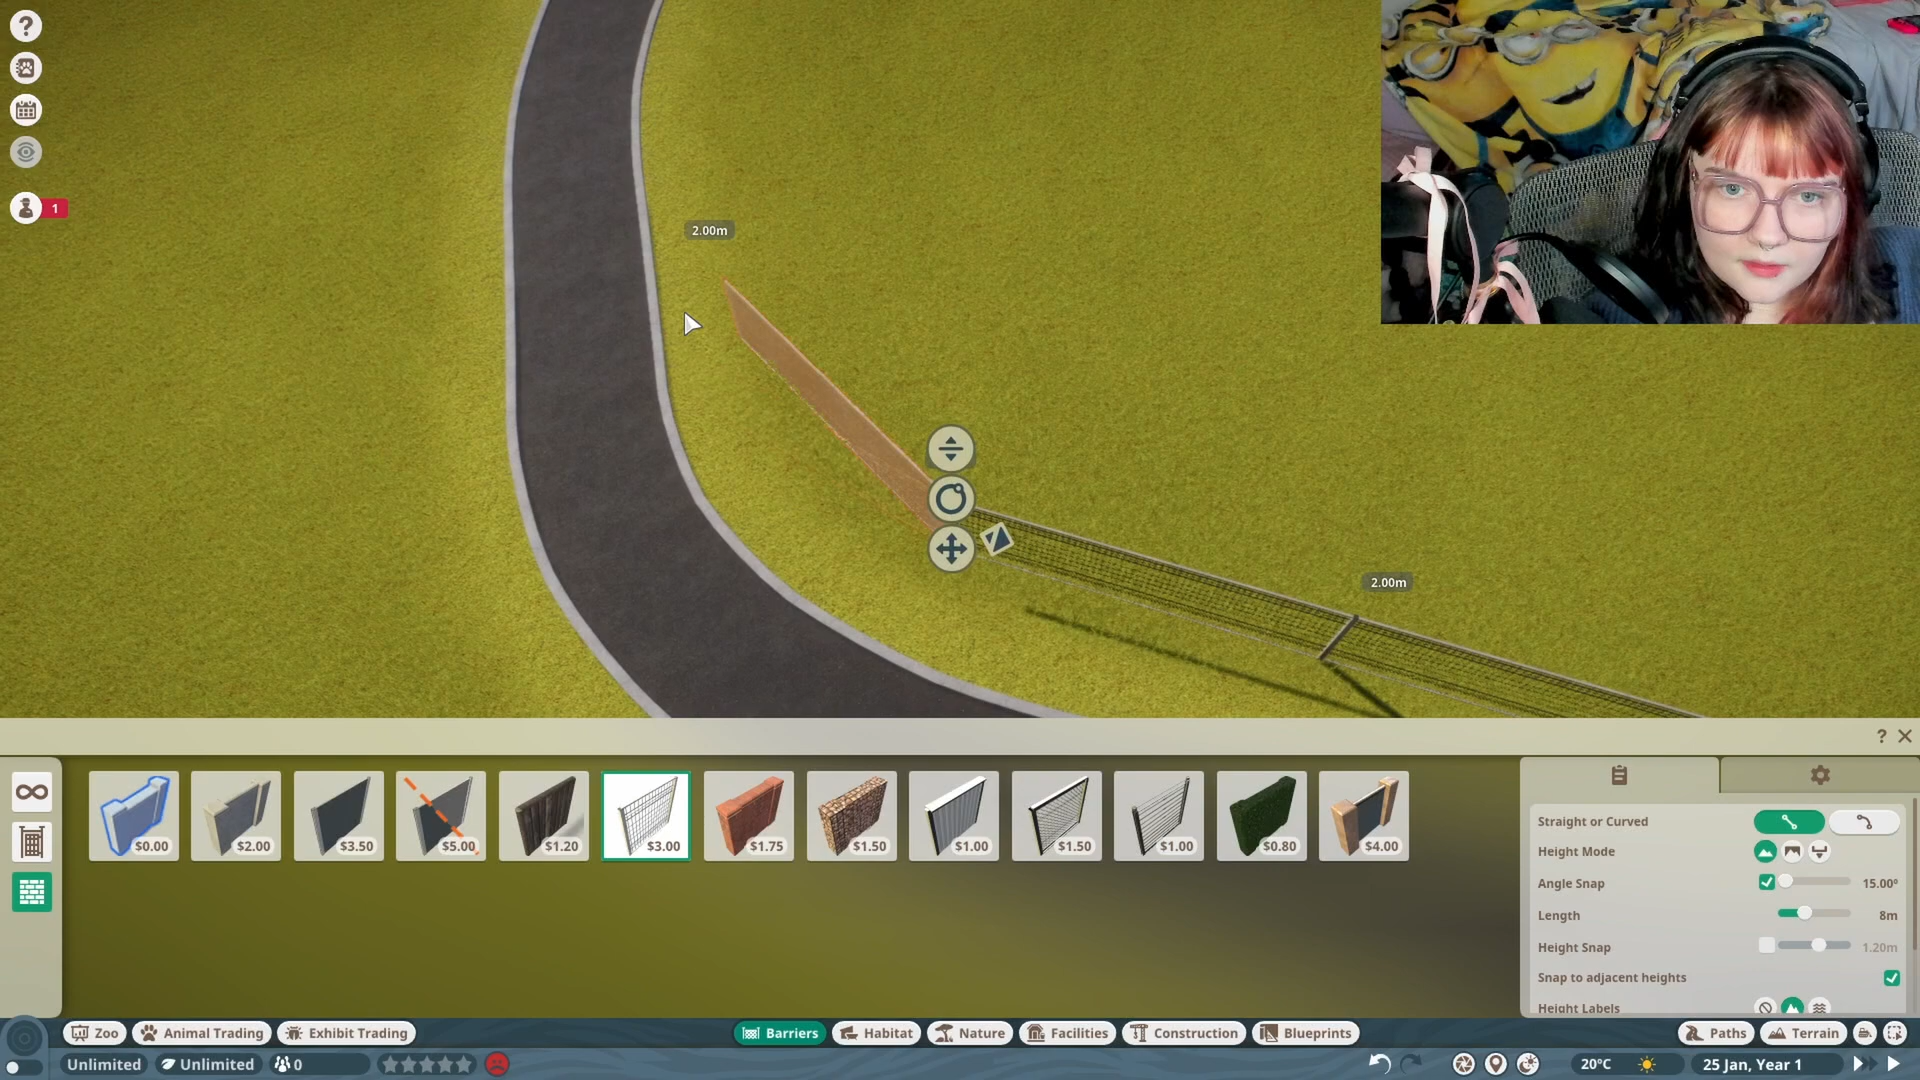 ?
1
2.00m
2.00m
?
$0.00
$2.00
$3.50
$5.00
$1.20
$3.00
$1.75
$1.50
$1.00
$1.50
$1.00
$0.80
$4.00
Straight or Curved
Height Mode
Angle Snap 15.00°
Length 8m
Height Snap 1.20m
Snap to adjacent heights
Height Labels
Zoo Animal Trading Exhibit Trading Barriers Habitat Nature Facilities Construction Blueprints Paths Terrain
Unlimited Unlimited 0 20°C 25 Jan, Year 1